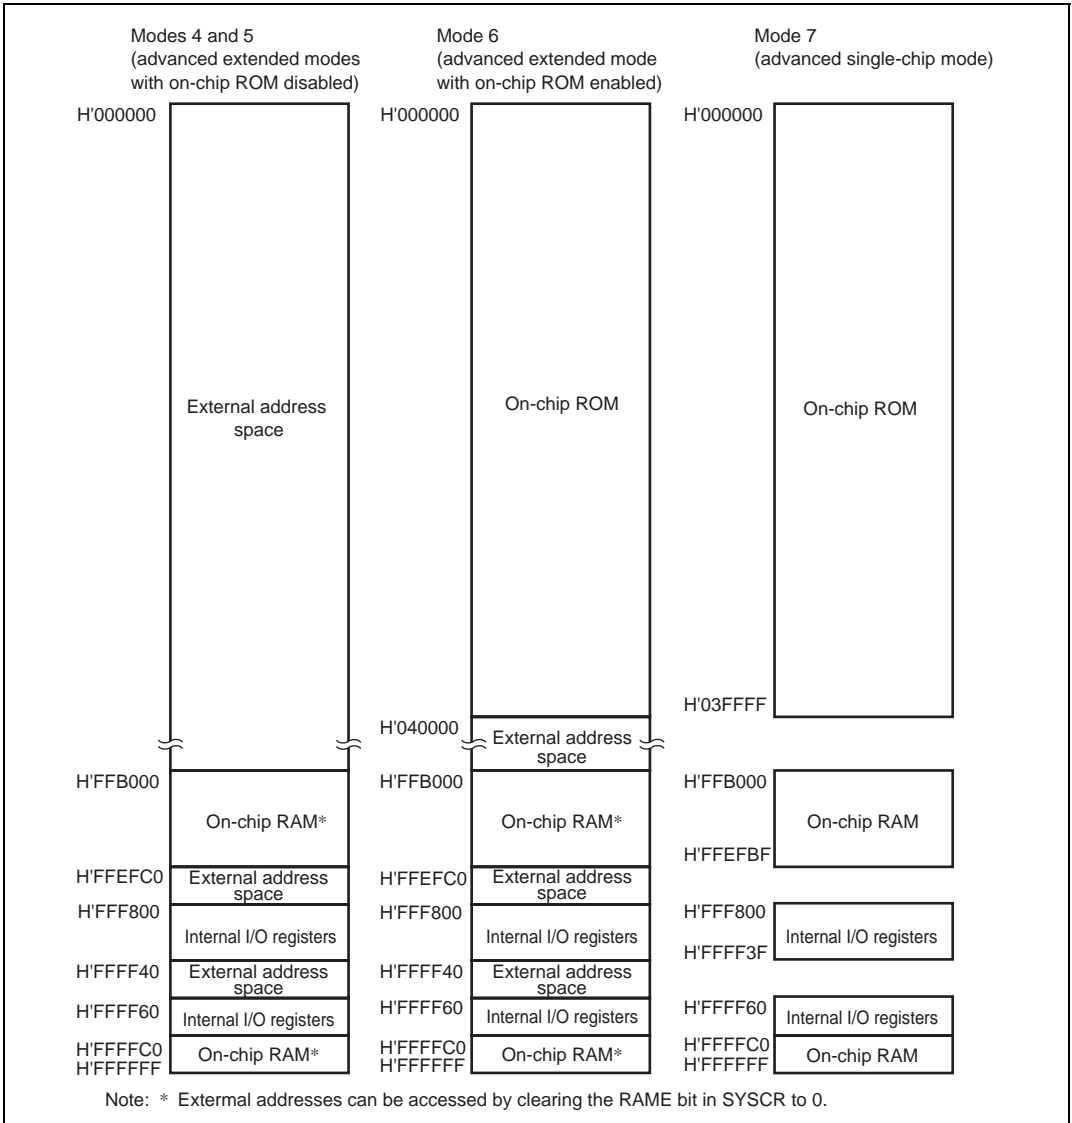 Modes 4 and 5
(advanced extended modes
with on-chip ROM disabled)
Mode 6
(advanced extended mode
with on-chip ROM enabled)
Mode 7
(advanced single-chip mode)
H'000000
External address
space
H'FFB000
On-chip RAM*
H'FFEFC0
External address
space
H'FFF800
Internal I/O registers
H'FFFF40
External address
space
H'FFFF60
Internal I/O registers
H'FFFFC0
On-chip RAM*
H'FFFFFF
H'000000
On-chip ROM
H'040000
External address
space
H'FFB000
On-chip RAM*
H'FFEFC0
External address
space
H'FFF800
Internal I/O registers
H'FFFF40
External address
space
H'FFFF60
Internal I/O registers
H'FFFFC0
On-chip RAM*
H'FFFFFF
H'000000
On-chip ROM
H'03FFFF
H'FFB000
On-chip RAM
H'FFEFBF
H'FFF800
Internal I/O registers
H'FFFF3F
H'FFFF60
Internal I/O registers
H'FFFFC0
On-chip RAM
H'FFFFFF
Note: * Extermal addresses can be accessed by clearing the RAME bit in SYSCR to 0.